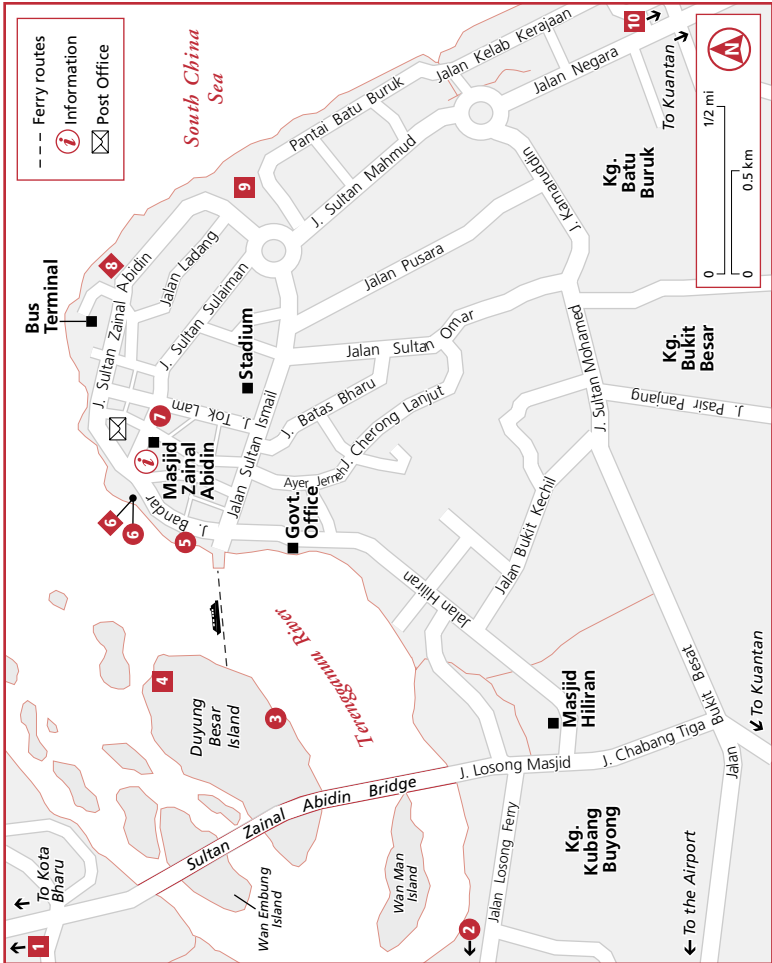 Ferry routes
i Information
Post Office
South China
Sea
N
0
1/2 mi
0
0.5 km
1
To Kota
Bharu
Sultan Zainal Abidin Bridge
Wan Embung
Island
Wan Man
Island
Duyung
Besar
Island
4
3
Terengganun River
6
6
5
J. Bandar
i
Masjid
Zainal
Abidin
7
J. Tok Lam
J. Sultan Zainal Abidin
Bus
Terminal
8
Jalan Ladang
J. Sultan Sulaiman
Stadium
Jalan Sultan Ismail
9
Pantai Batu Buruk
Jalan Kelab Kerajaan
10
Jalan Negara
To Kuantan
J. Sultan Mahmud
J. Kamaruddin
Kg.
Batu
Buruk
Jalan Pusara
Jalan Sultan Omar
J. Batas Bharu
J. Cherong Lanjut
Ayer Jerneh
Govt.
Office
Jalan Hiliran
Jalan Bukit Kechil
J. Sultan Mohamed
Kg.
Bukit
Besar
J. Pasir Panjang
Masjid
Hiliran
J. Losong Masjid
J. Chabang Tiga
Jalan Bukit Besat
To Kuantan
Jalan Losong Ferry
2
Kg.
Kubang
Buyong
To the Airport